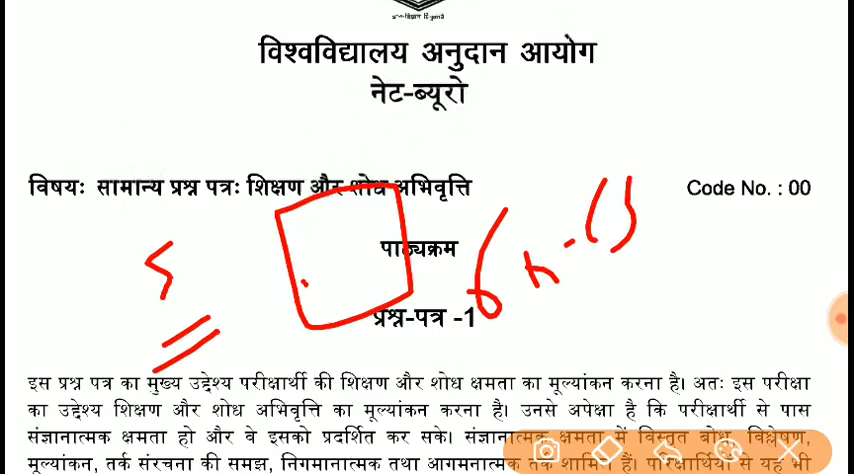 विश्वविद्यालय अनुदान आयोग
नेट-ब्यूरो
विषयः सामान्य प्रश्न पत्रः शिक्षण और शोध अभिवृत्ति Code No. : 00
पाठ्यक्रम
प्रश्न-पत्र -1
इस प्रश्न पत्र का मुख्य उद्देश्य परीक्षार्थी की शिक्षण और शोध क्षमता का मूल्यांकन करना है। अतः इस परीक्षा
का उद्देश्य शिक्षण और शोध अभिवृत्ति का मूल्यांकन करना है। उनसे अपेक्षा है कि परीक्षार्थी से पास
संज्ञानात्मक क्षमता हो और वे इसको प्रदर्शित कर सके। संज्ञानात्मक क्षमता में विस्तृत बोध, विश्लेषण,
मूल्यांकन, तर्क संरचना की समझ, निगमानात्मक तथा आगमनात्मक तर्क शामिल हैं। परिक्षार्थियों से यह भी